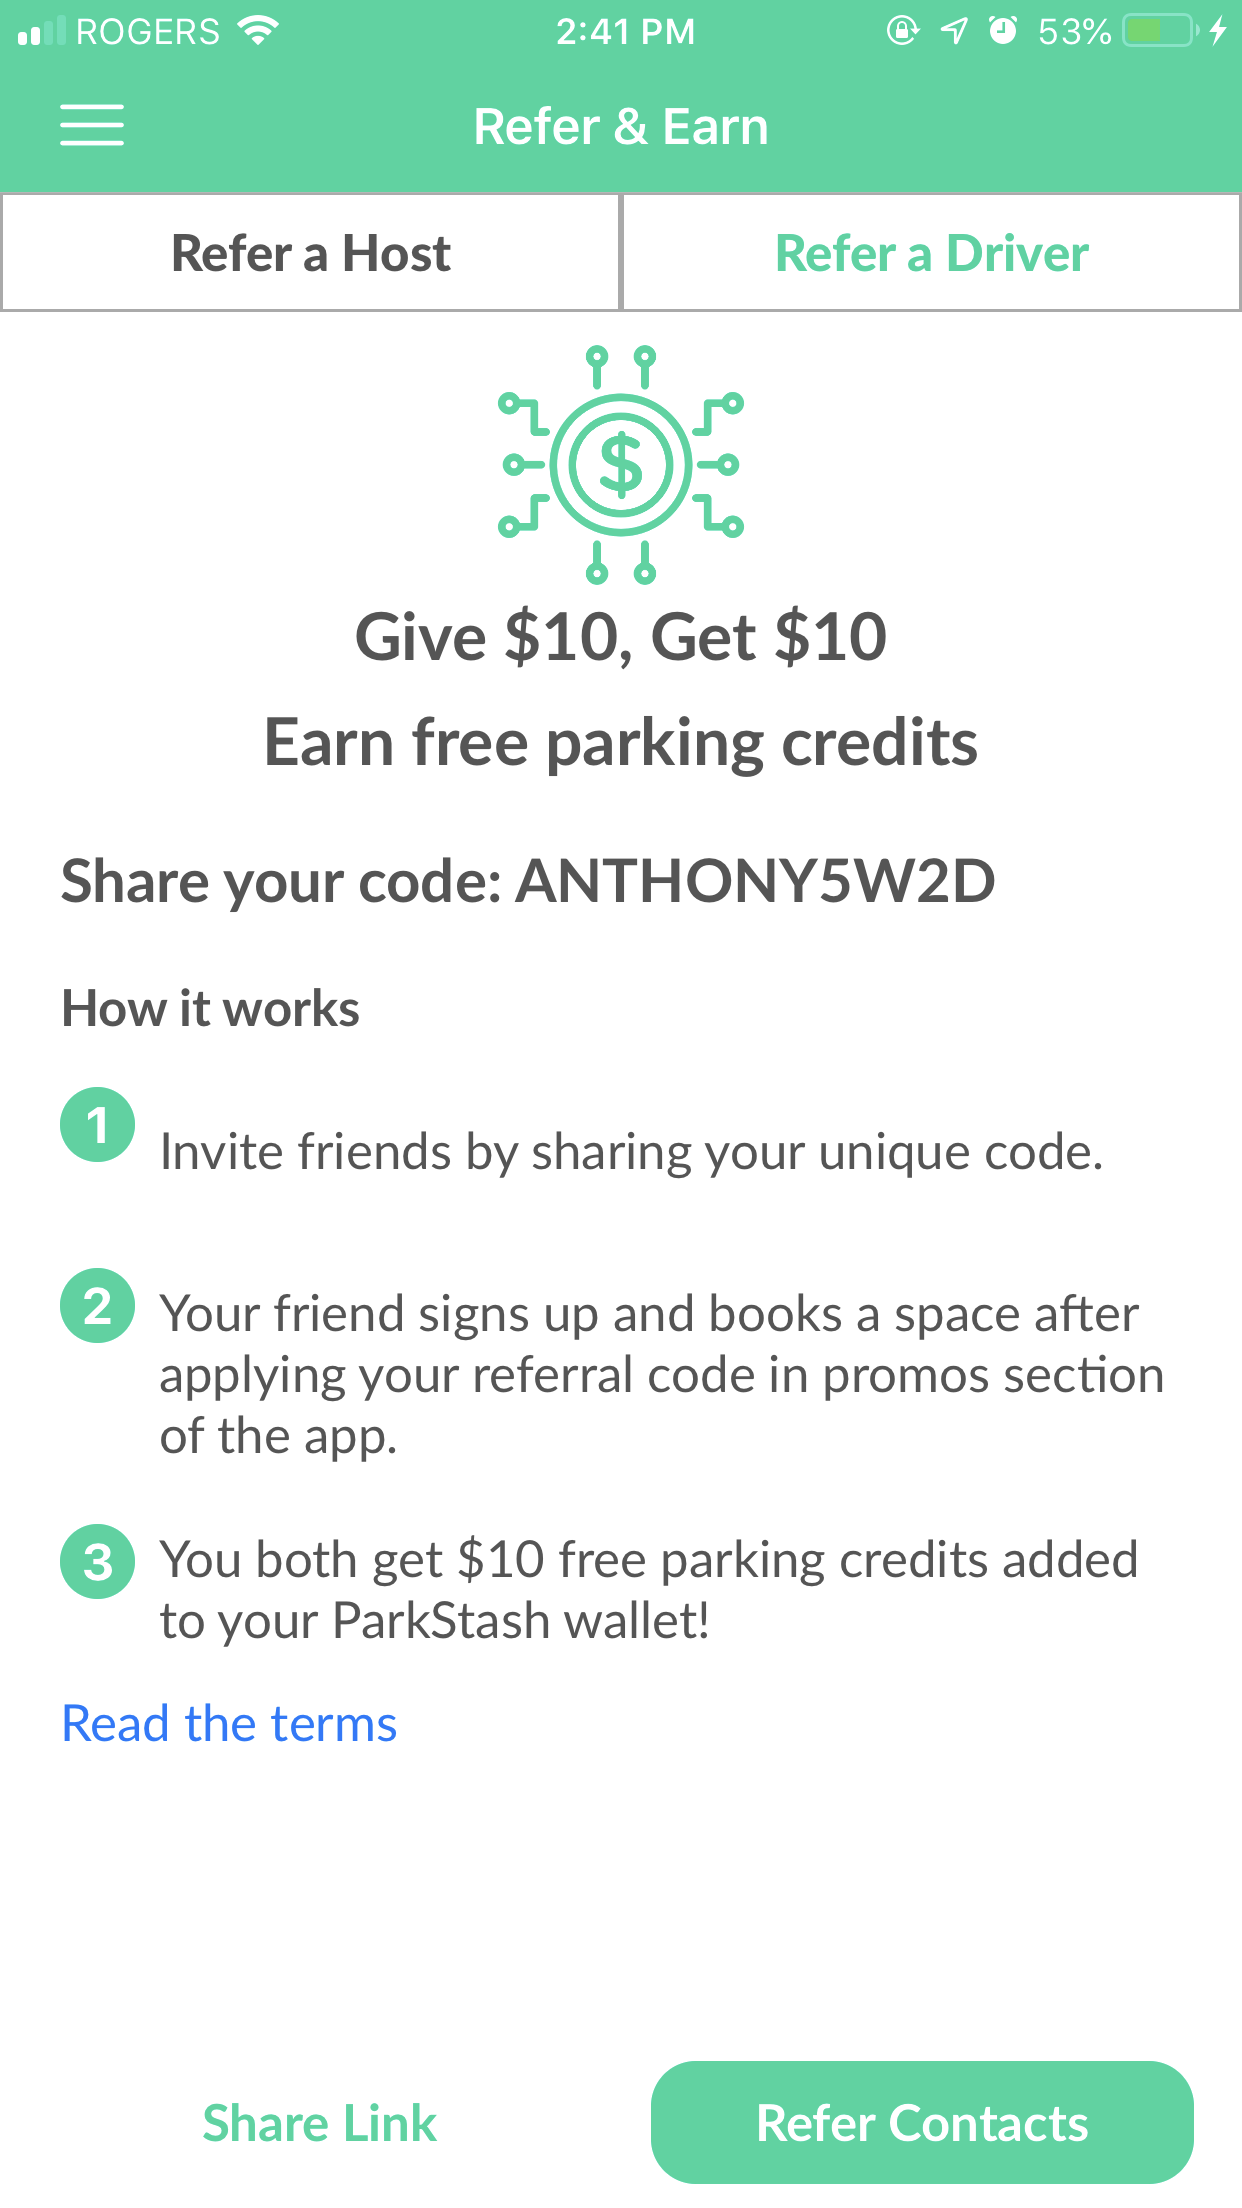 ROGERS 2:41 PM 53%
Refer & Earn
Refer a Host Refer a Driver
$
Give $10, Get $10
Earn free parking credits
Share your code: ANTHONY5W2D
How it works
1 Invite friends by sharing your unique code.
2 Your friend signs up and books a space after
applying your referral code in promos section
of the app.
3 You both get $10 free parking credits added
to your ParkStash wallet!
Read the terms
Share Link Refer Contacts